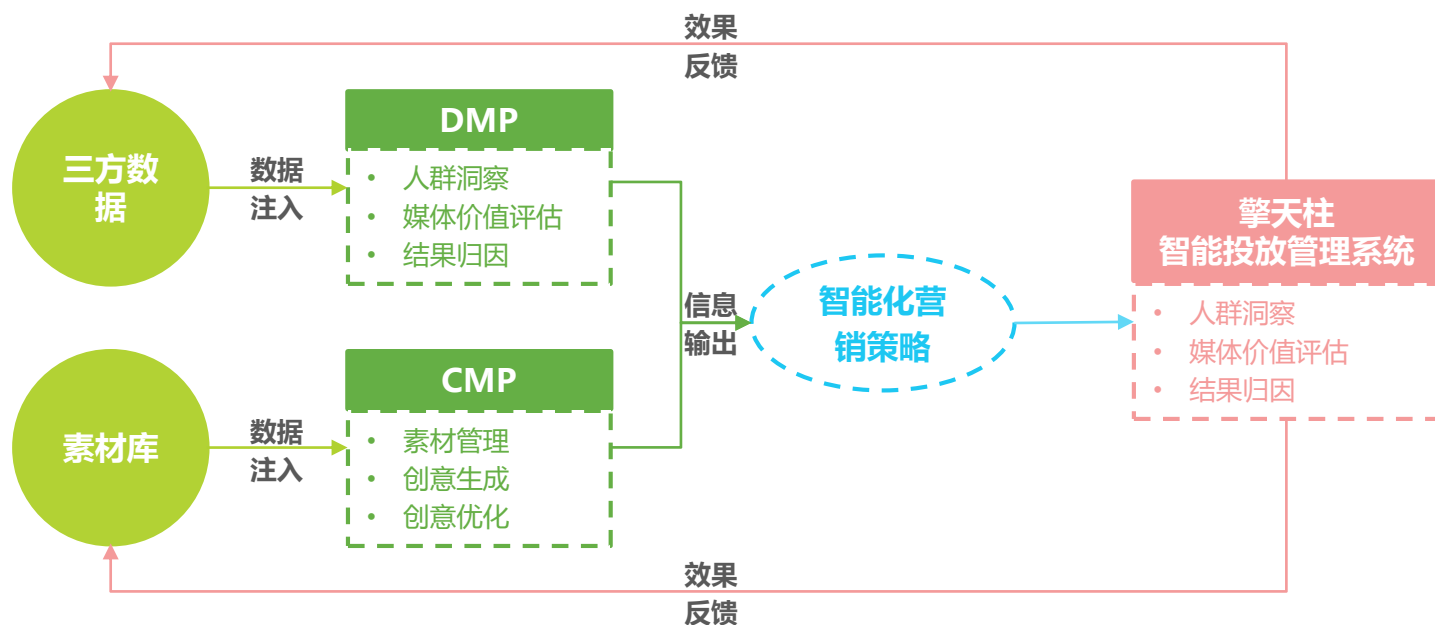 效果
反馈
三方数
据
数据
注入
DMP
• 人群洞察
• 媒体价值评估
• 结果归因
素材库
数据
注入
CMP
• 素材管理
• 创意生成
• 创意优化
信息
输出
智能化营
销策略
擎天柱
智能投放管理系统
• 人群洞察
• 媒体价值评估
• 结果归因
效果
反馈